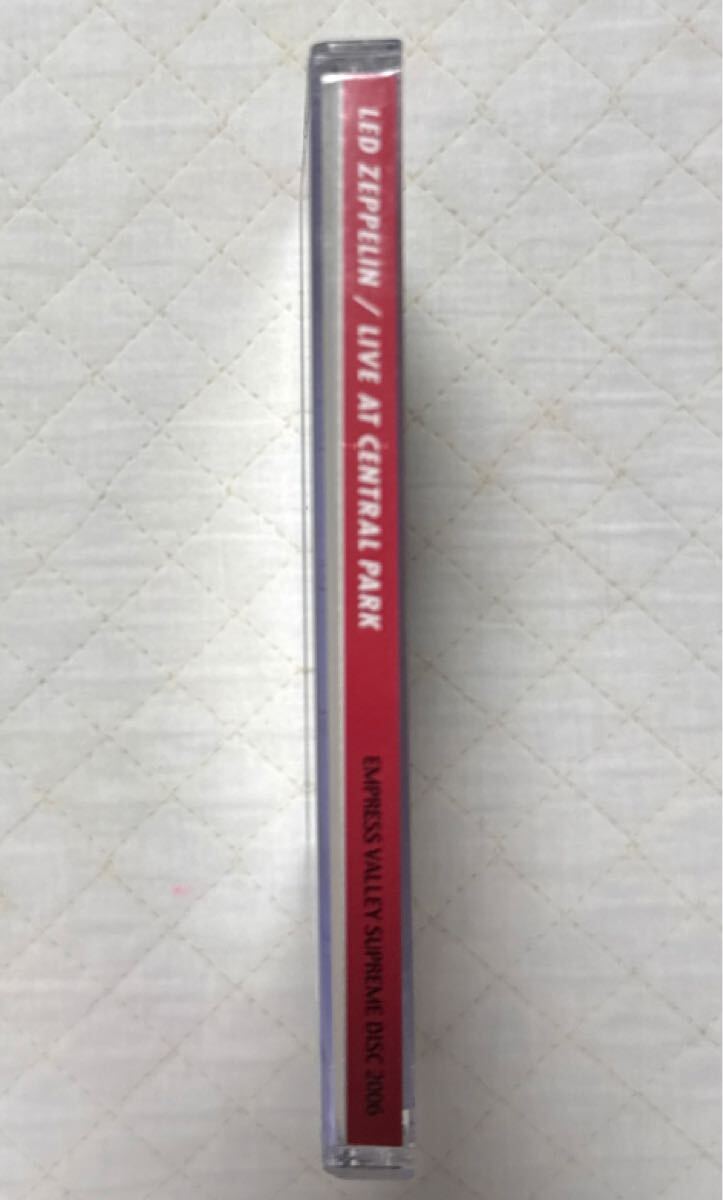 LED ZEPPELIN / LIVE AT CENTRAL PARK
EMPRESS VALLEY SUPREME DISC 2006